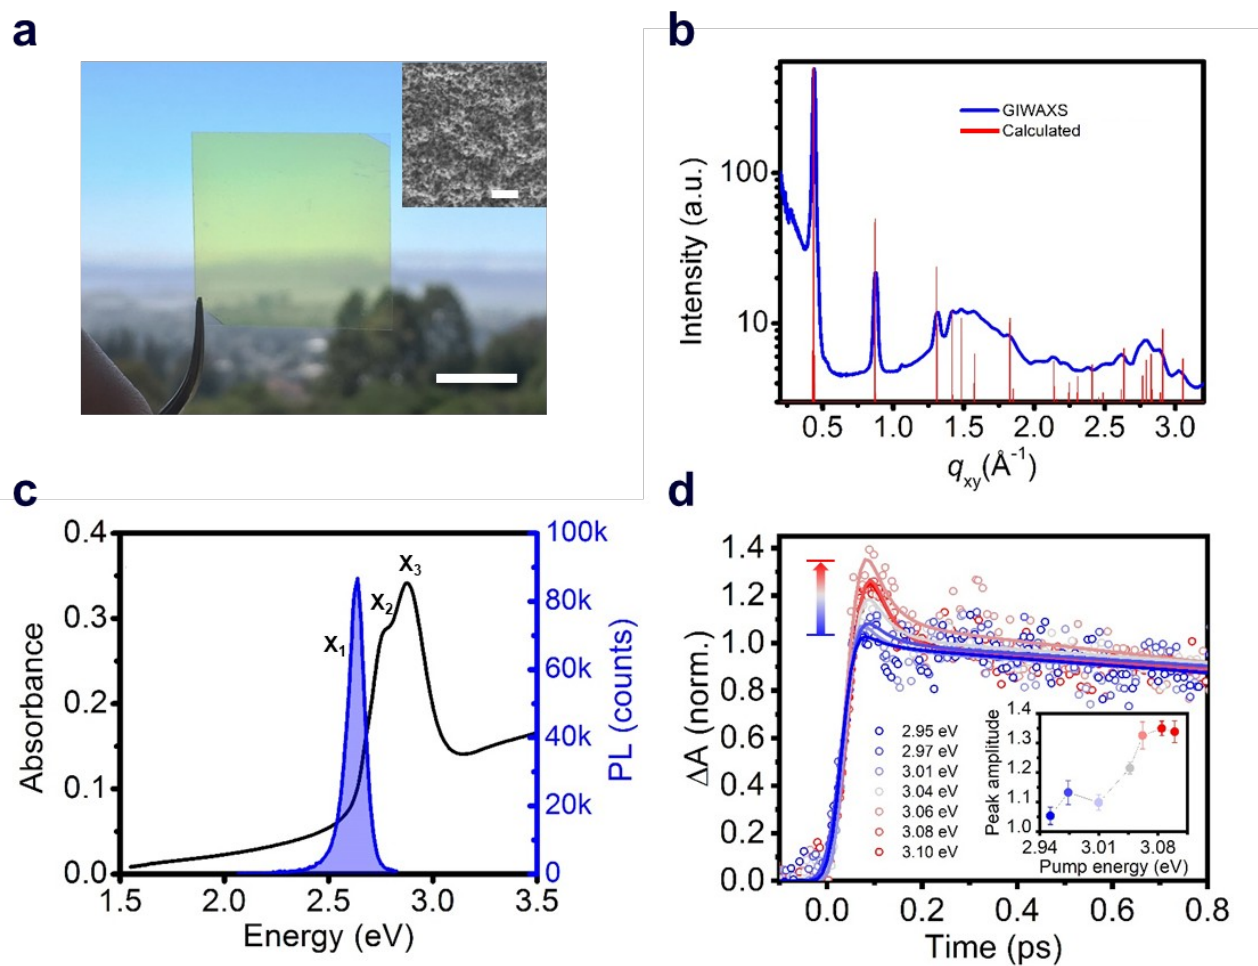 a
b
GIWAXS
Calculated
Intensity (a.u.)
100
10
0.5 1.0 1.5 2.0 2.5 3.0
qxy(Å-1)
c
0.4
0.3
0.2
0.1
0.0
Absorbance
X1
X2
X3
100k
80k
60k
40k
20k
0
PL (counts)
1.5 2.0 2.5 3.0 3.5
Energy (eV)
d
1.4
1.2
1.0
0.8
0.6
0.4
0.2
0.0
ΔA (norm.)
2.95 eV
2.97 eV
3.01 eV
3.04 eV
3.06 eV
3.08 eV
3.10 eV
Peak amplitude
1.4
1.3
1.2
1.1
1.0
2.94 3.01 3.08
Pump energy (eV)
0.0 0.2 0.4 0.6 0.8
Time (ps)